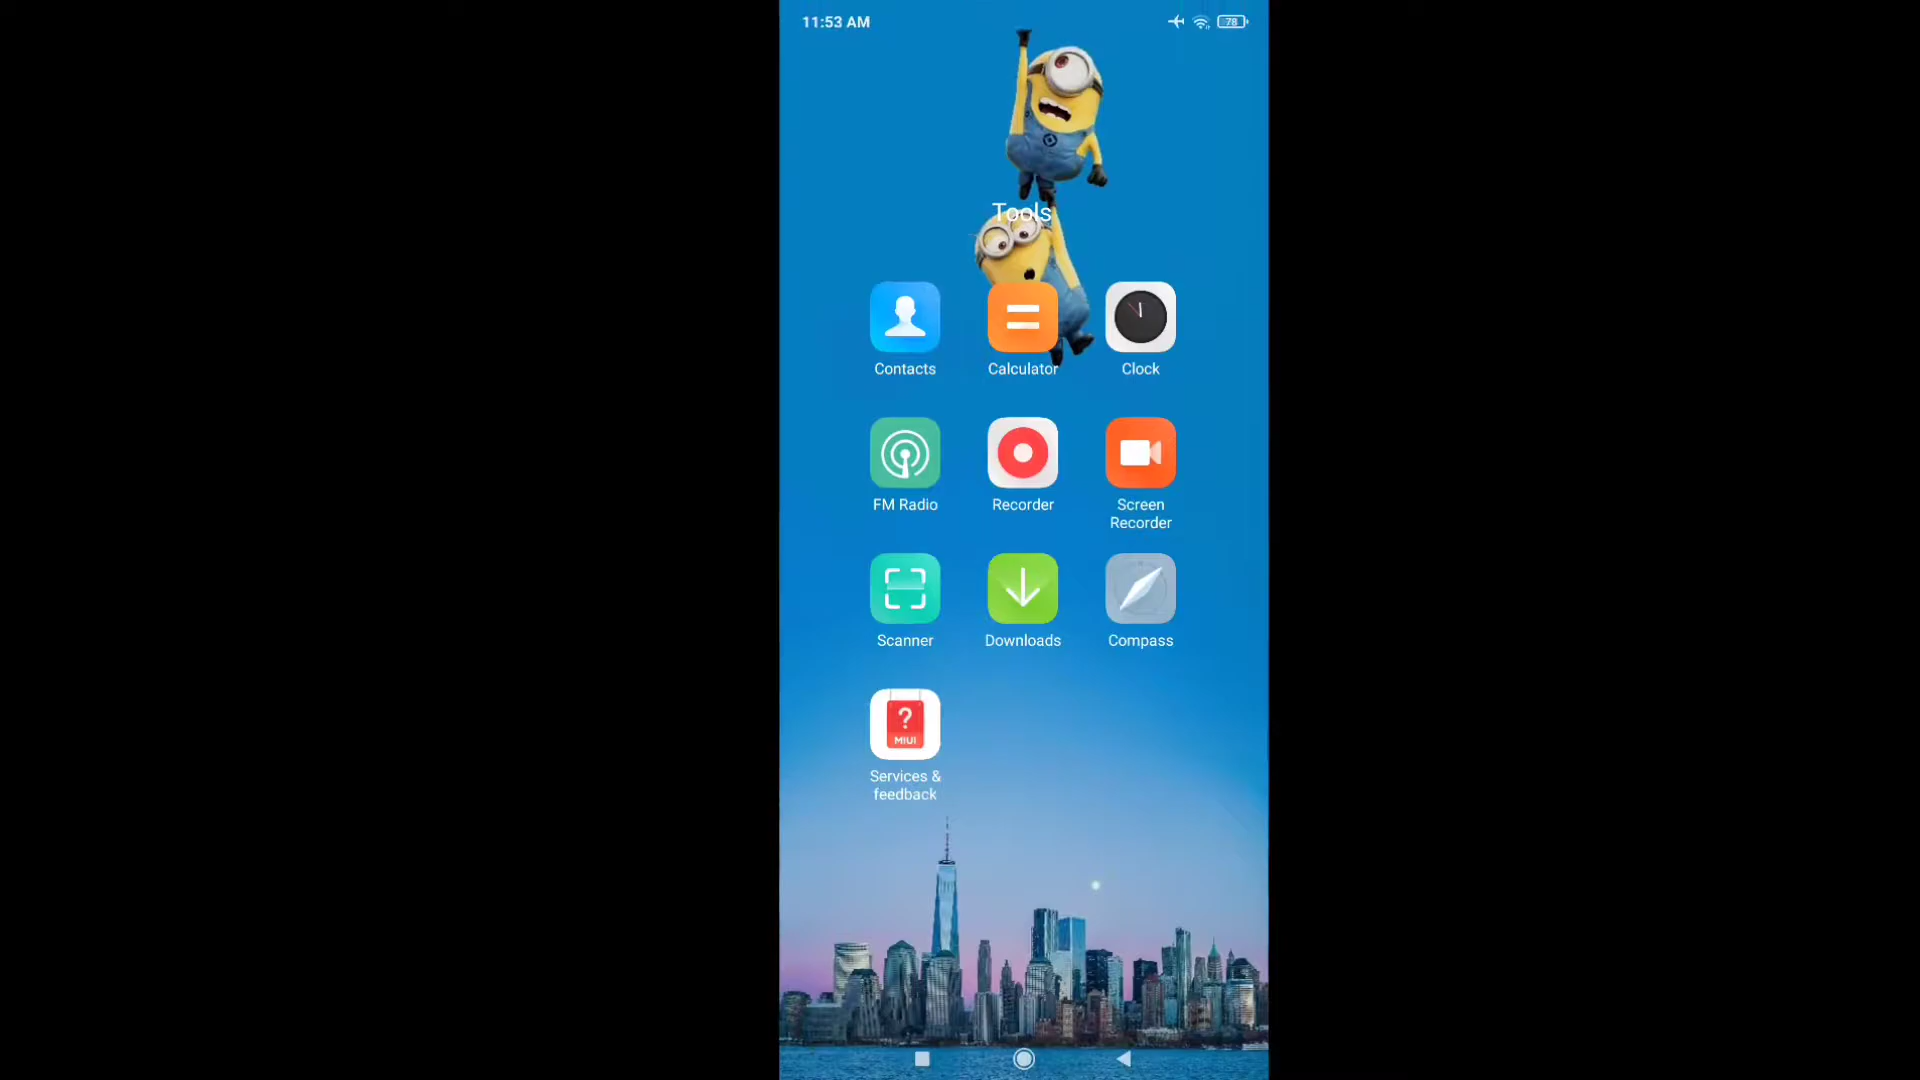 11:53 AM
78
Tools
Contacts
Calculator
Clock
FM Radio
Recorder
Screen
Recorder
Scanner
Downloads
Compass
?
MIUI
Services &
feedback